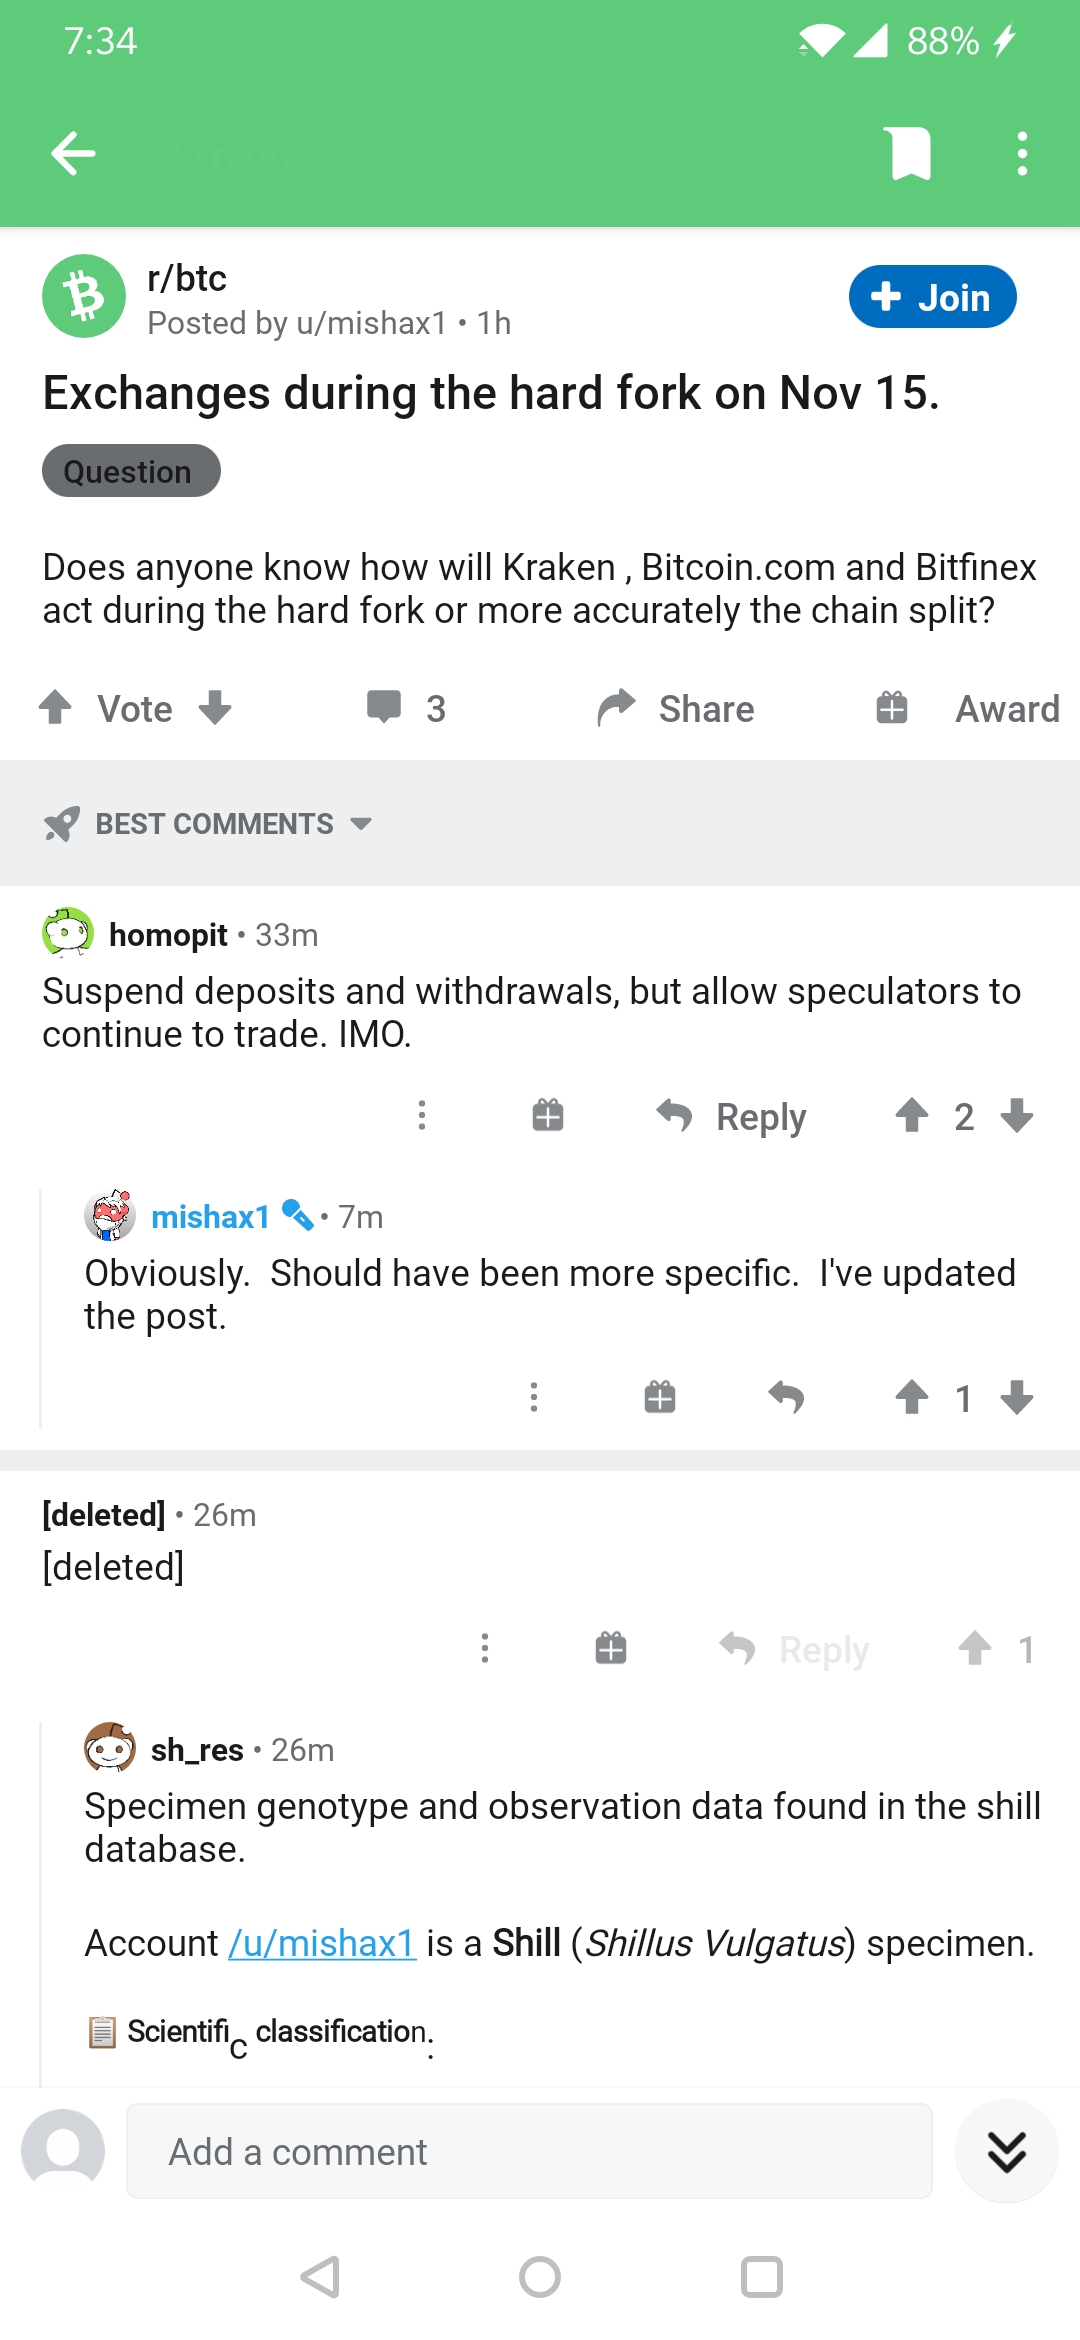 7:34
88%
r/btc
r/btc
Posted by u/mishax1 • 1h
Join
Exchanges during the hard fork on Nov 15.
Question
Does anyone know how will Kraken , Bitcoin.com and Bitfinex
act during the hard fork or more accurately the chain split?
Vote
3
Share
Award
BEST COMMENTS
homopit • 33m
Suspend deposits and withdrawals, but allow speculators to
continue to trade. IMO.
Reply
2
mishax1 • 7m
Obviously.  Should have been more specific.  I've updated
the post.
1
[deleted] • 26m
[deleted]
Reply
1
sh_res • 26m
Specimen genotype and observation data found in the shill
database.
Account /u/mishax1 is a Shill (Shillus Vulgatus) specimen.
📋 Scientific classification:
Add a comment